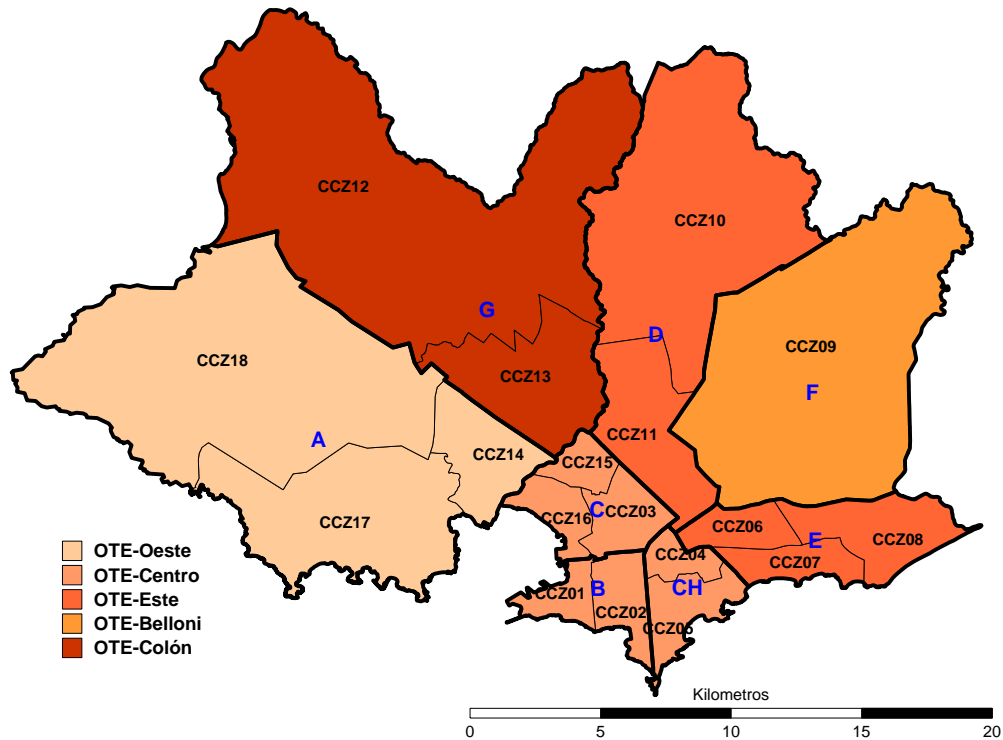 CCZ12
CCZ10
G
D
CCZ09
CCZ18
CCZ13
F
CCZ11
A
CCZ14
CCZ15
C
CCZ03
CCZ16
CCZ17
CCZ06
E
CCZ08
CCZ04
CCZ07
CCZ01
B
CH
CCZ02
CCZ05
OTE-Oeste
OTE-Centro
OTE-Este
OTE-Belloni
OTE-Colón
Kilometros
0 5 10 15 20